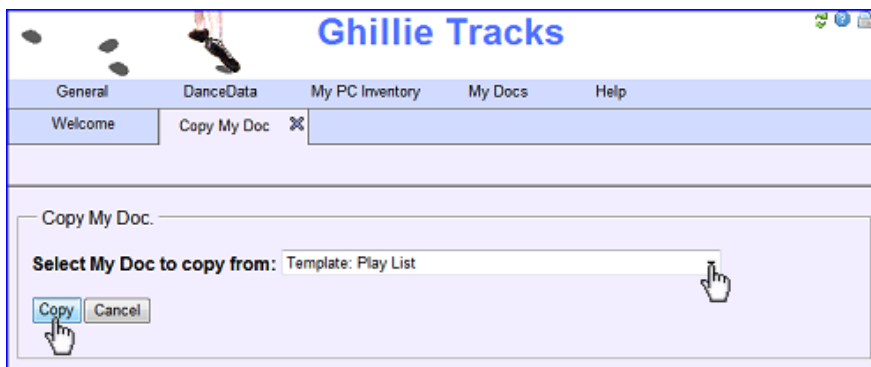 Ghillie Tracks
General DanceData My PC Inventory My Docs Help
Welcome Copy My Doc
Copy My Doc.
Select My Doc to copy from: Template: Play List
Copy Cancel